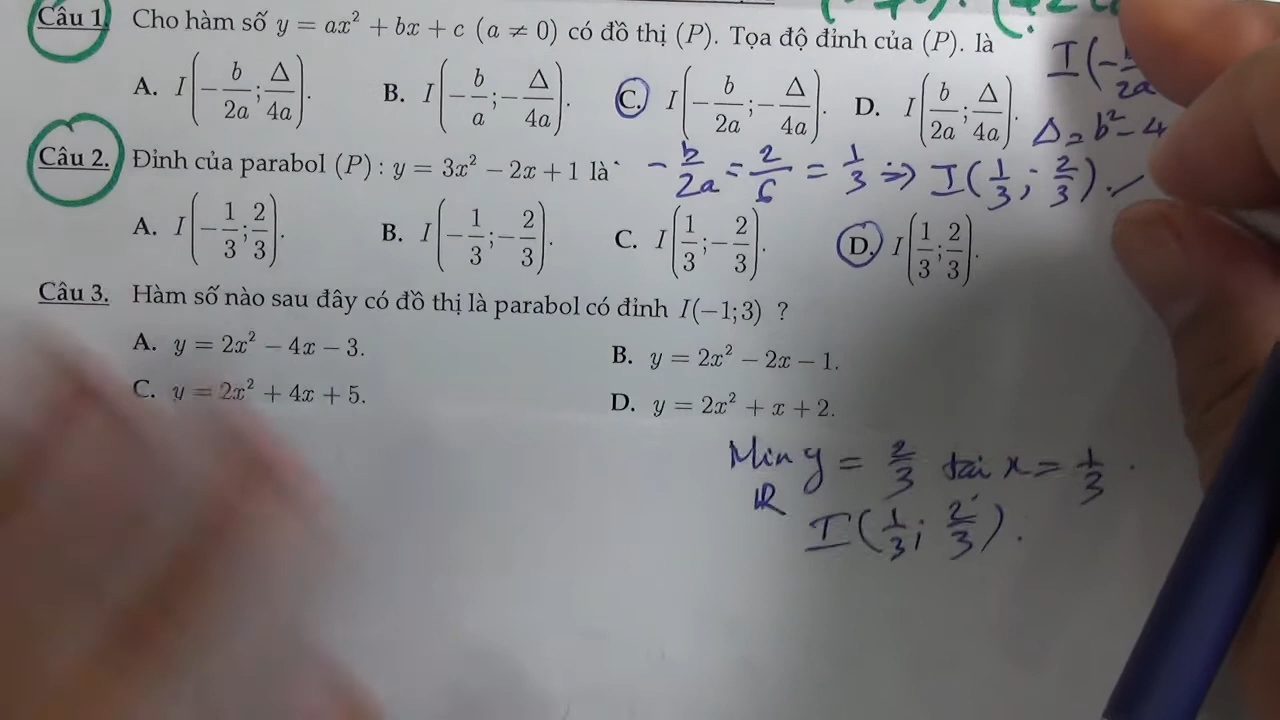 Câu 1. Cho hàm số y = ax² + bx + c (a ≠ 0) có đồ thị (P). Tọa độ đỉnh của (P). là
I(-b/2a
A. I(-b/2a; Δ/4a). B. I(-b/a; -Δ/4a). C. I(-b/2a; -Δ/4a). D. I(b/2a; Δ/4a).
Δ = b² - 4
Câu 2. Đỉnh của parabol (P) : y = 3x² - 2x + 1 là
-b/2a = 2/6 = 1/3 ⇒ I(1/3; 2/3).
A. I(-1/3; 2/3). B. I(-1/3; -2/3). C. I(1/3; -2/3). D. I(1/3; 2/3).
Câu 3. Hàm số nào sau đây có đồ thị là parabol có đỉnh I(-1; 3) ?
A. y = 2x² - 4x - 3. B. y = 2x² - 2x - 1.
C. y = 2x² + 4x + 5. D. y = 2x² + x + 2.
Min y = 2/3 tại x = 1/3.
ℝ
I(1/3; 2/3).